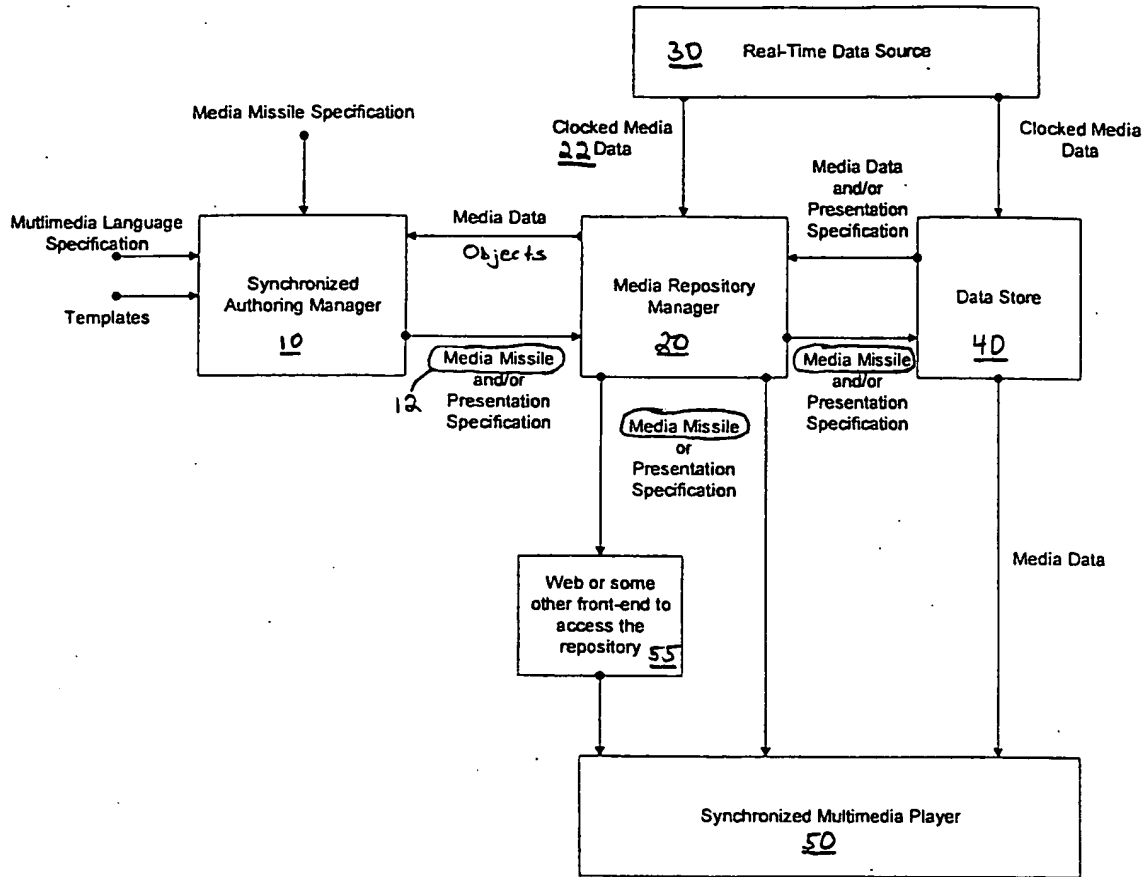 30 Real-Time Data Source
Media Missile Specification
Clocked Media
22 Data
Clocked Media
Data
Media Data
and/or
Presentation
Specification
Mutlimedia Language
Specification
Templates
Synchronized
Authoring Manager
10
Media Data
Objects
Media Repository
Manager
20
Data Store
40
Media Missile
and/or
Presentation
Specification
12
Media Missile
and/or
Presentation
Specification
Media Missile
or
Presentation
Specification
Media Data
Web or some
other front-end to
access the
repository 55
Synchronized Multimedia Player
50